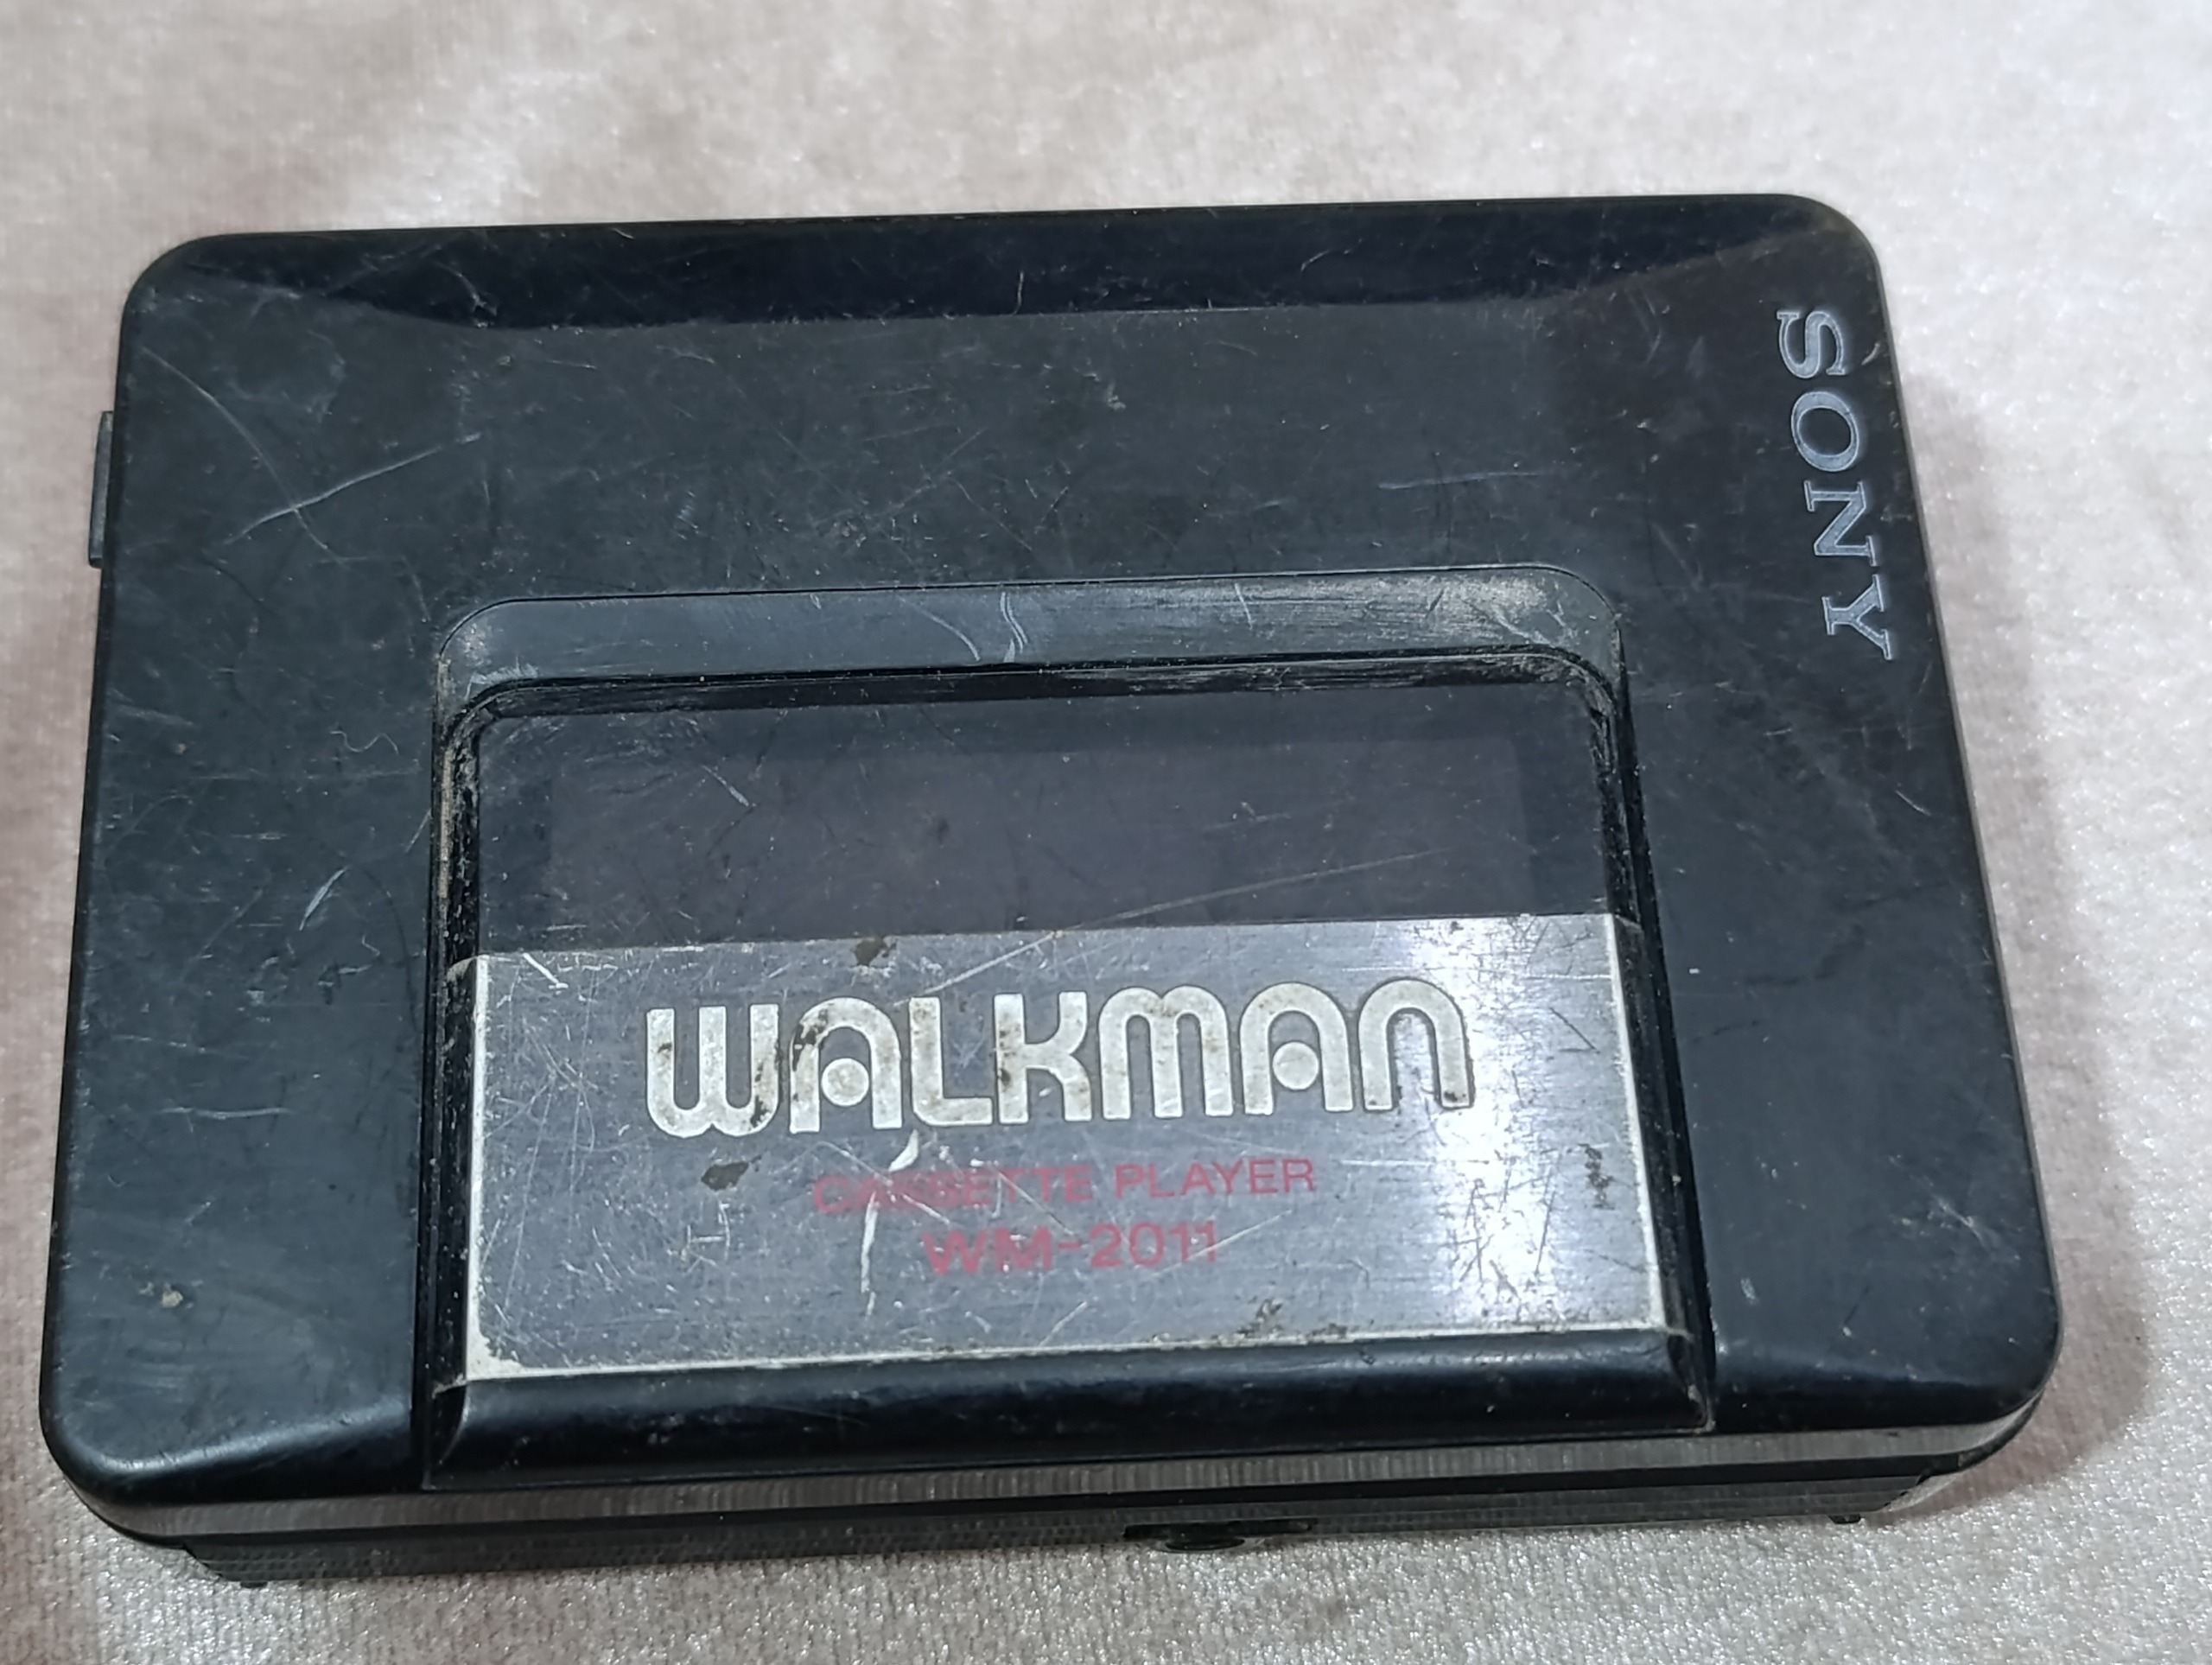 SONY
WALKMAN
CASSETTE PLAYER
WM-2011